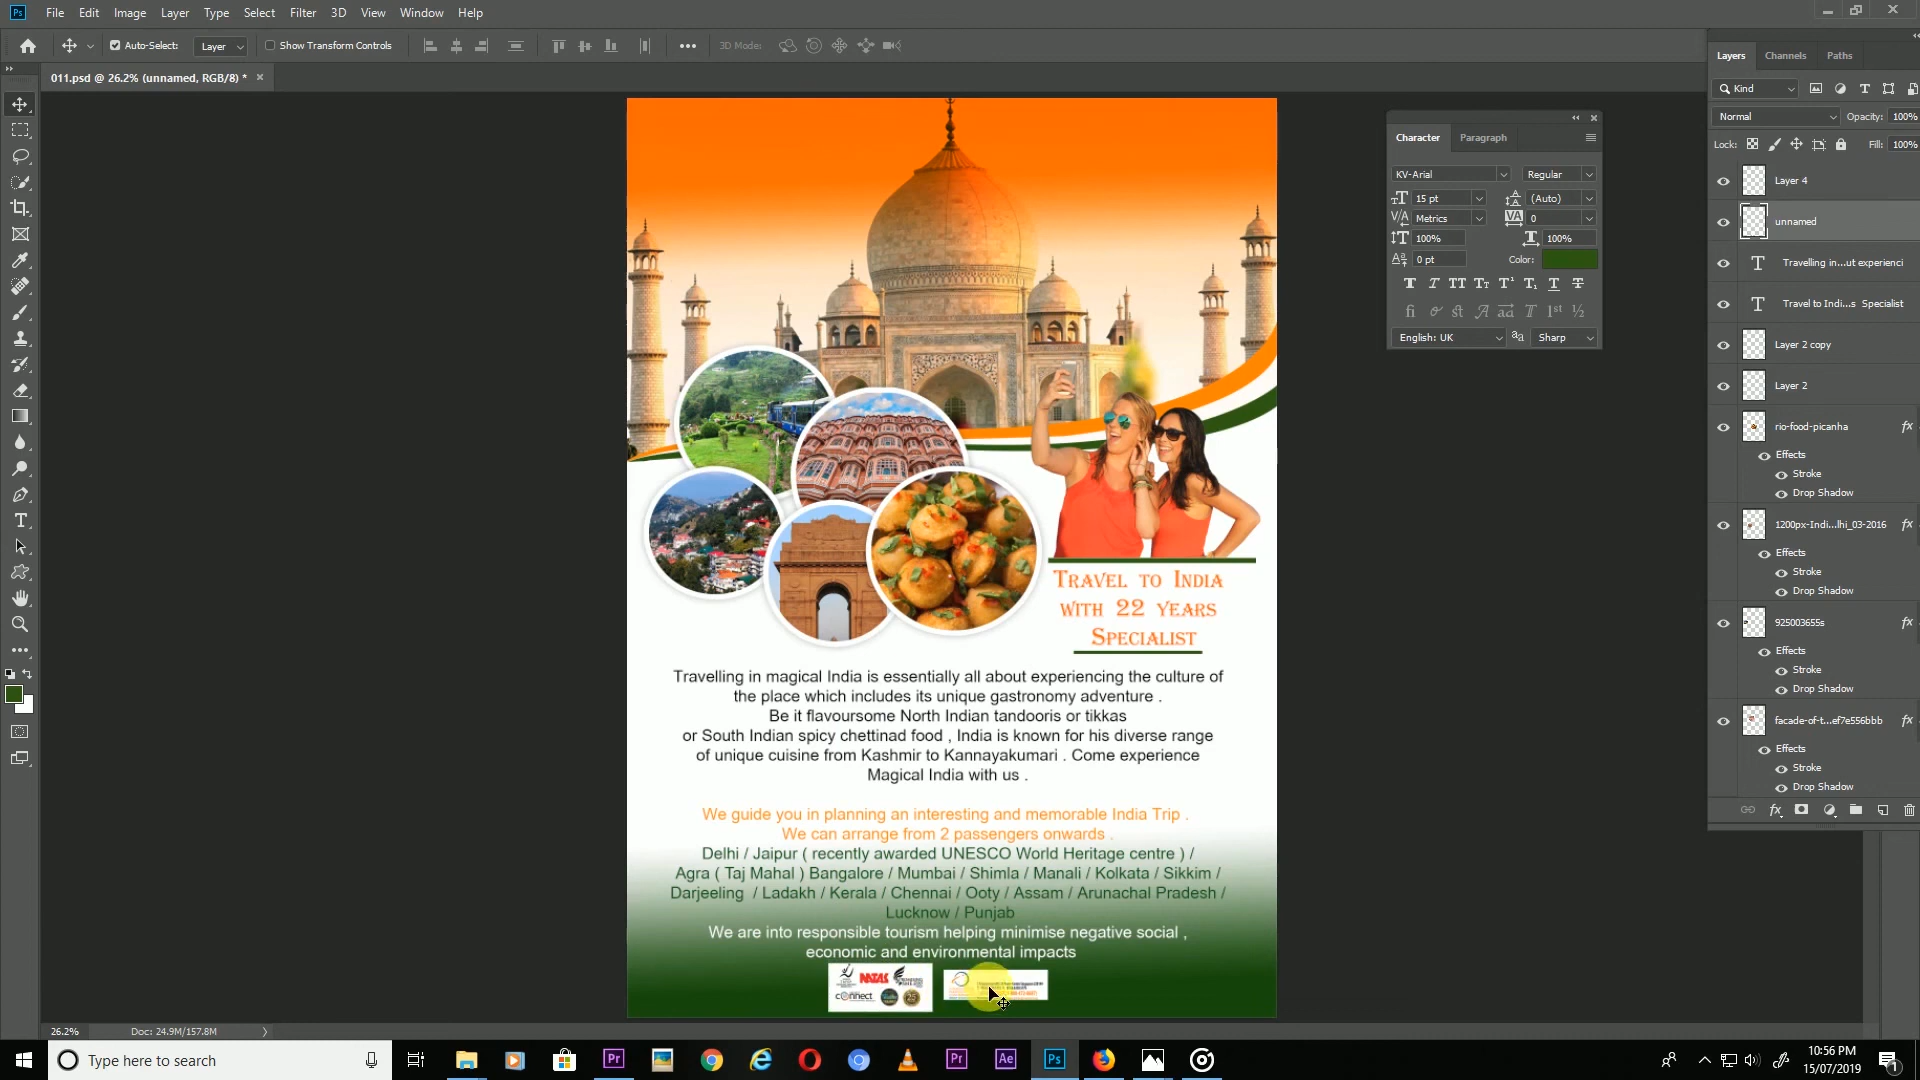 File Edit Image Layer Type Select Filter 3D View Window Help
Auto-Select: Layer Show Transform Controls 3D Mode:
011.psd @ 26.2% (unnamed, RGB/8) *
Character Paragraph
KV-Arial Regular
15 pt (Auto)
Metrics 0
100% 100%
0 pt Color:
English: UK Sharp
Layers Channels Paths
Kind
Normal Opacity: 100%
Lock: Fill: 100%
Layer 4
unnamed
Travelling in...ut experienci
Travel to Indi...s Specialist
Layer 2 copy
Layer 2
rio-food-picanha fx
Effects
Stroke
Drop Shadow
1200px-Indi...lhi_03-2016 fx
Effects
Stroke
Drop Shadow
925003655s fx
Effects
Stroke
Drop Shadow
facade-of-t...ef7e556bbb fx
Effects
Stroke
Drop Shadow
Travel to India
with 22 years
Specialist
Travelling in magical India is essentially all about experiencing the culture of
the place which includes its unique gastronomy adventure .
Be it flavoursome North Indian tandooris or tikkas
or South Indian spicy chettinad food , India is known for his diverse range
of unique cuisine from Kashmir to Kannayakumari . Come experience
Magical India with us .
We guide you in planning an interesting and memorable India Trip .
We can arrange from 2 passengers onwards .
Delhi / Jaipur ( recently awarded UNESCO World Heritage centre ) /
Agra ( Taj Mahal ) Bangalore / Mumbai / Shimla / Manali / Kolkata / Sikkim /
Darjeeling / Ladakh / Kerala / Chennai / Ooty / Assam / Arunachal Pradesh /
Lucknow / Punjab
We are into responsible tourism helping minimise negative social ,
economic and environmental impacts
NATAS
connect
25
26.2% Doc: 24.9M/157.8M
Type here to search
10:56 PM
15/07/2019
1